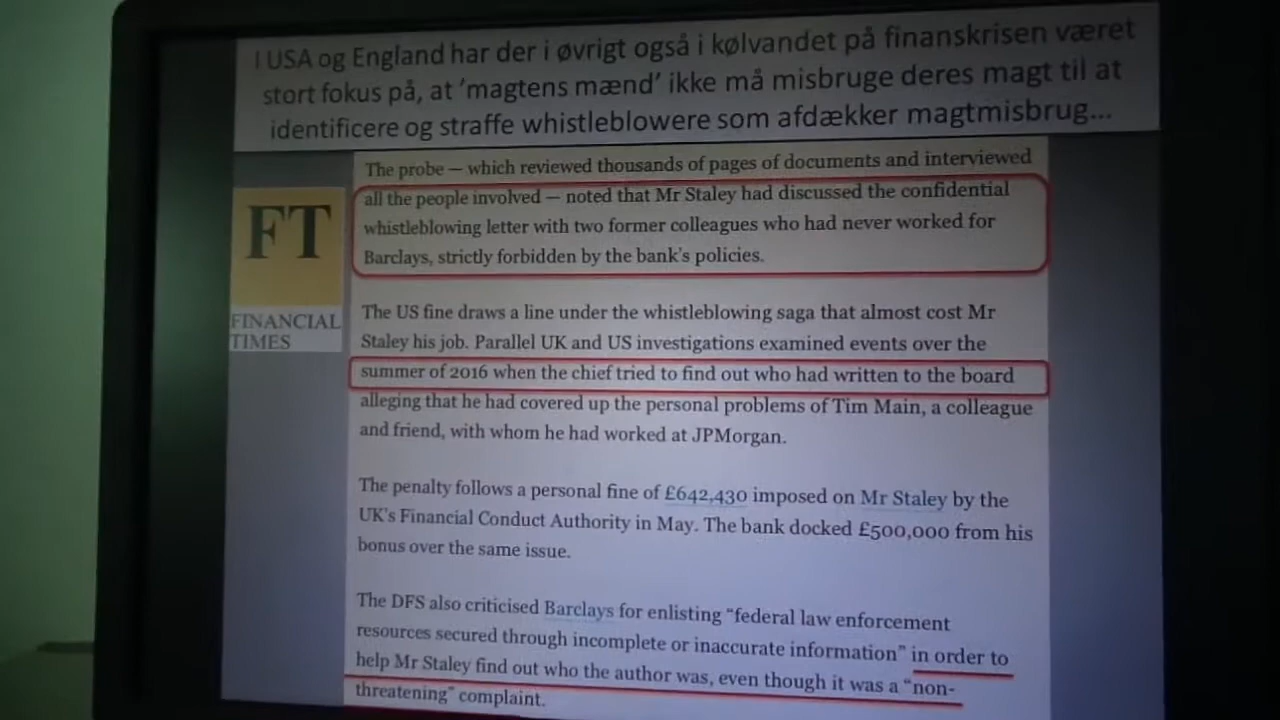 I USA og England har der i øvrigt også i kølvandet på finanskrisen været
stort fokus på, at 'magtens mænd' ikke må misbruge deres magt til at
identificere og straffe whistleblowere som afdækker magtmisbrug...
The probe — which reviewed thousands of pages of documents and interviewed
all the people involved — noted that Mr Staley had discussed the confidential
whistleblowing letter with two former colleagues who had never worked for
Barclays, strictly forbidden by the bank's policies.
FT
FINANCIAL
TIMES
The US fine draws a line under the whistleblowing saga that almost cost Mr
Staley his job. Parallel UK and US investigations examined events over the
summer of 2016 when the chief tried to find out who had written to the board
alleging that he had covered up the personal problems of Tim Main, a colleague
and friend, with whom he had worked at JPMorgan.
The penalty follows a personal fine of £642,430 imposed on Mr Staley by the
UK's Financial Conduct Authority in May. The bank docked £500,000 from his
bonus over the same issue.
The DFS also criticised Barclays for enlisting "federal law enforcement
resources secured through incomplete or inaccurate information" in order to
help Mr Staley find out who the author was, even though it was a "non-
threatening" complaint.